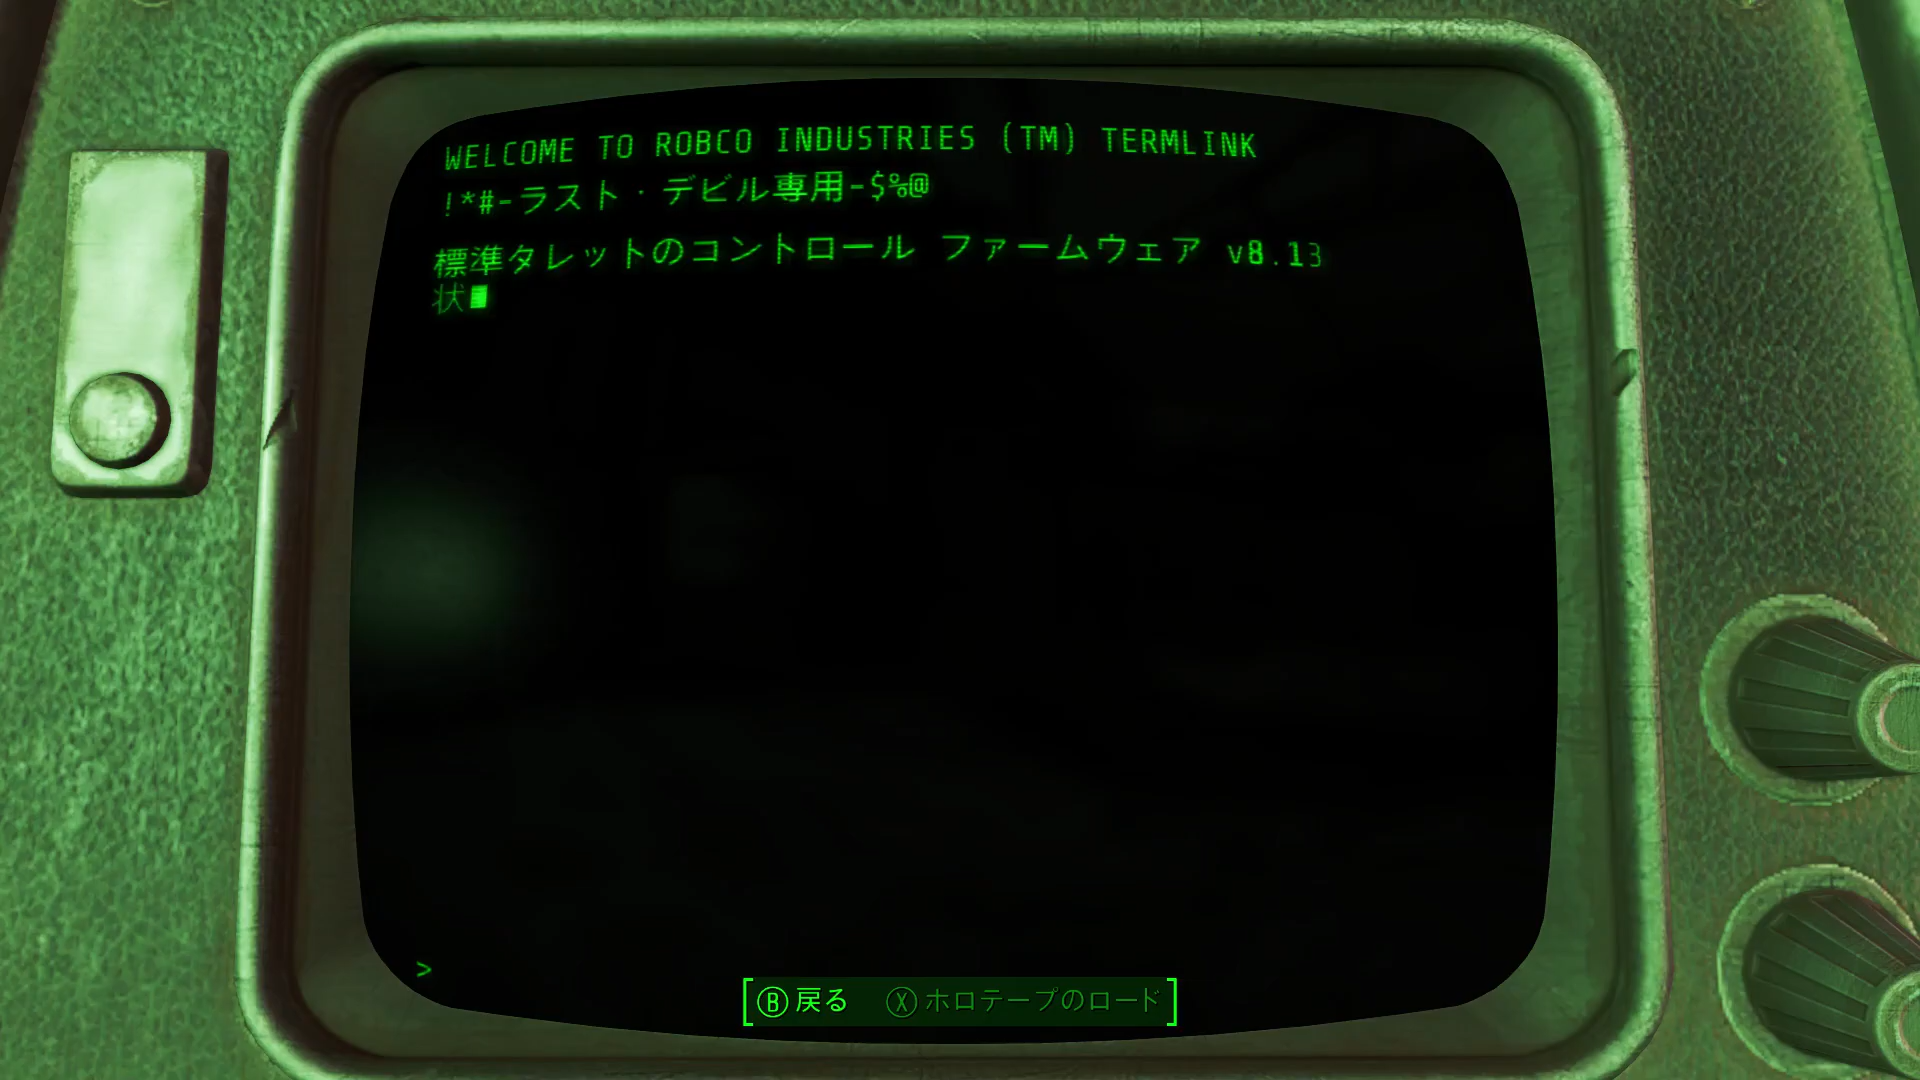 WELCOME TO ROBCO INDUSTRIES (TM) TERMLINK
!*#-ラスト・デビル専用-$%@
標準タレットのコントロール ファームウェア v8.13
状
>
Ⓑ戻る Ⓧホロテープのロード